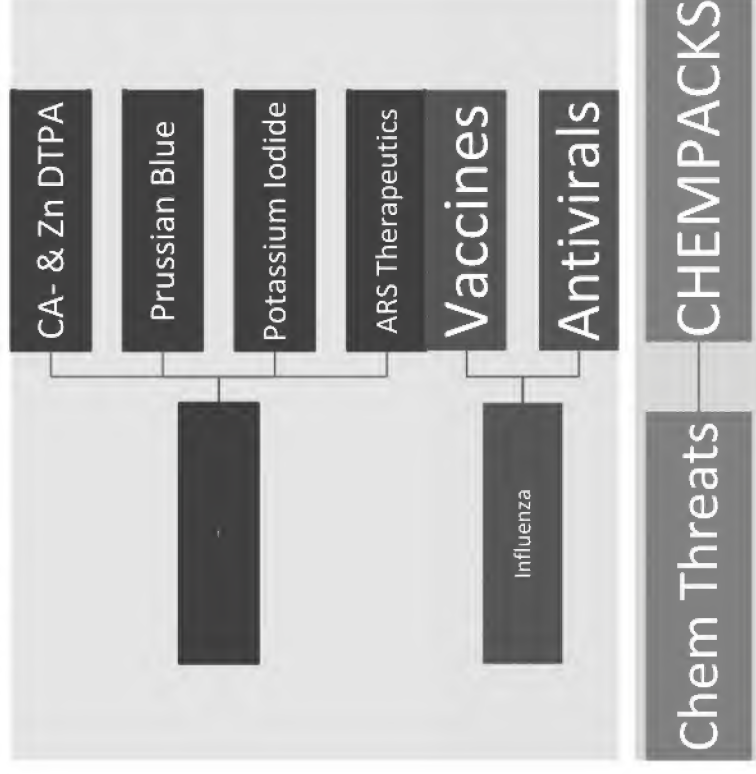 CA- & Zn DTPA
Prussian Blue
Potassium Iodide
ARS Therapeutics
Influenza
Vaccines
Antivirals
Chem Threats
CHEMPACKS